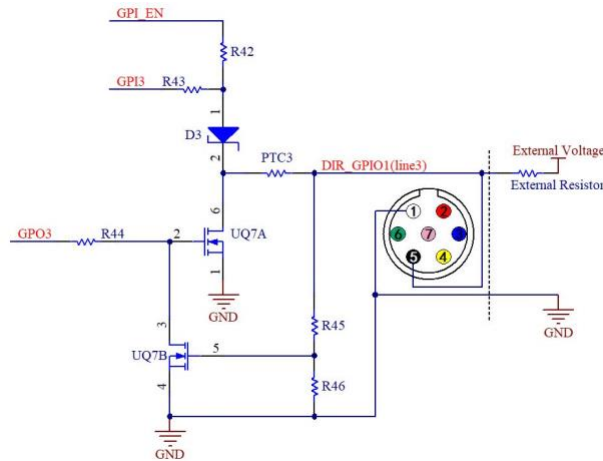 GPI_EN
R42
GPI3
R43
1
D3
2
PTC3
DIR_GPIO1(line3)
External Voltage
External Resistor
6
1
2
6
7
3
5
4
GPO3
R44
2
UQ7A
1
GND
GND
3
R45
UQ7B
5
4
R46
GND